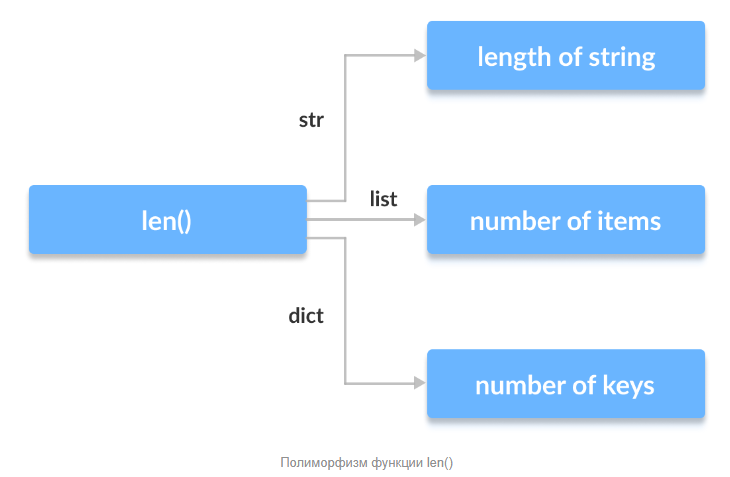 length of string
str
list
len()
number of items
dict
number of keys
Полиморфизм функции len()